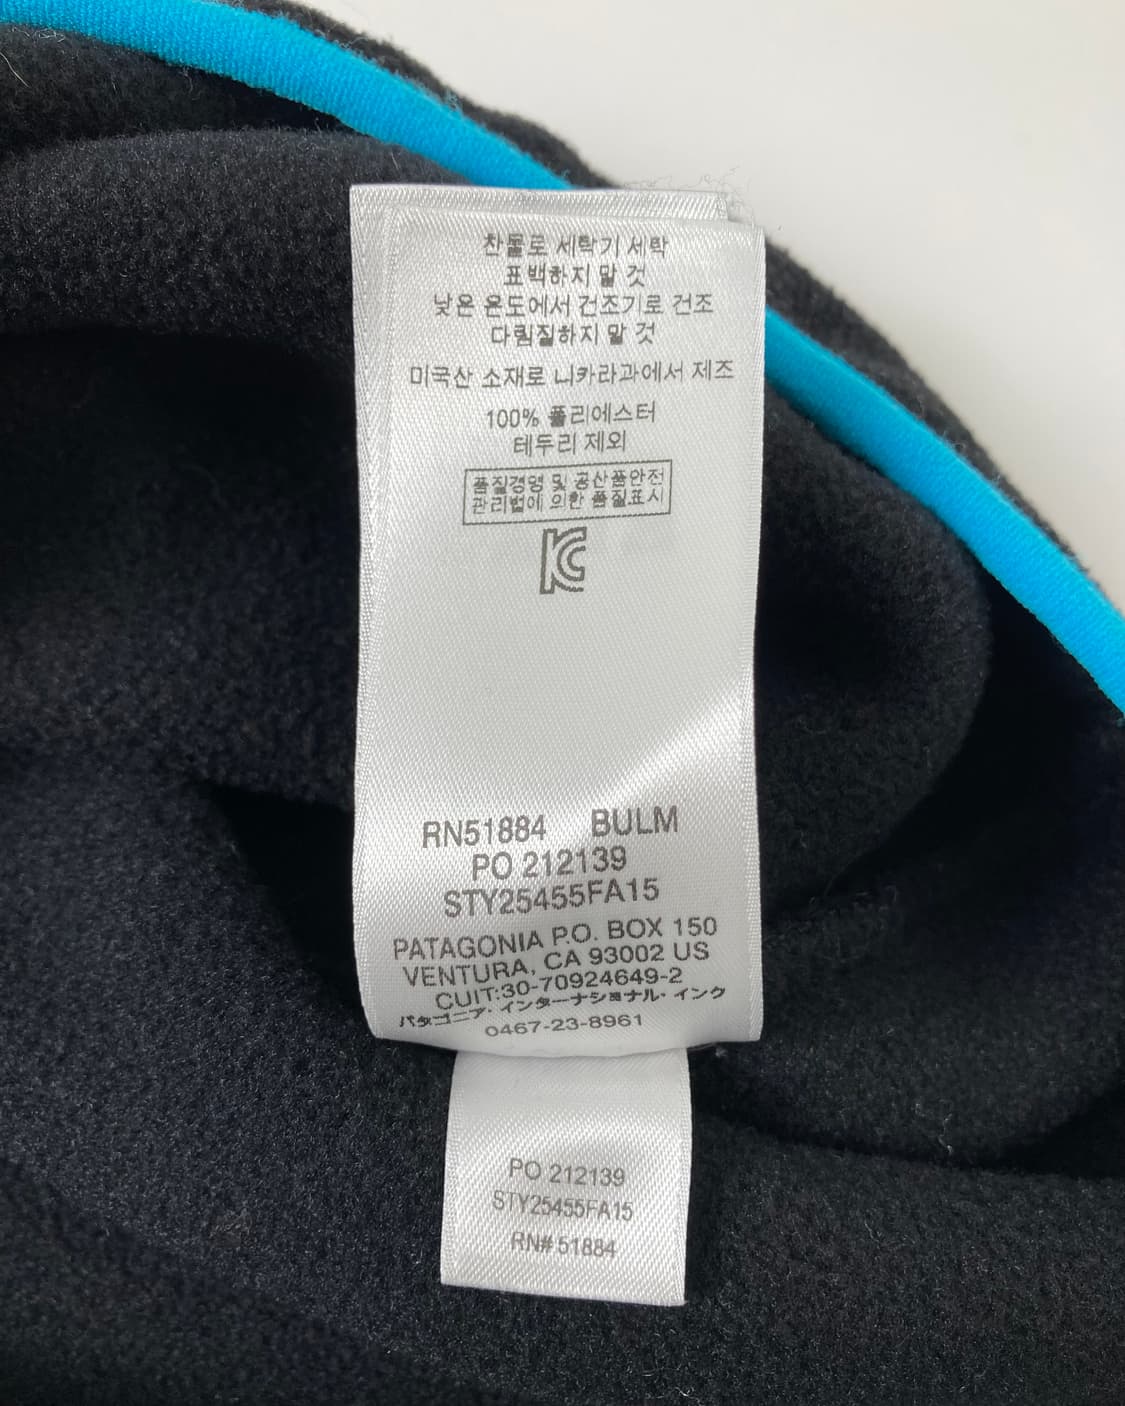 찬물로 세탁기 세탁
표백하지 말 것
낮은 온도에서 건조기로 건조
다림질하지 말 것
미국산 소재로 니카라과에서 제조
100% 폴리에스터
테두리 제외
품질경영 및 공산품안전
관리법에 의한 품질표시
KC
RN51884 BULM
PO 212139
STY25455FA15
PATAGONIA P.O. BOX 150
VENTURA, CA 93002 US
CUIT:30-70924649-2
パタゴニア・インターナショナル・インク
0467-23-8961
PO 212139
STY25455FA15
RN# 51884